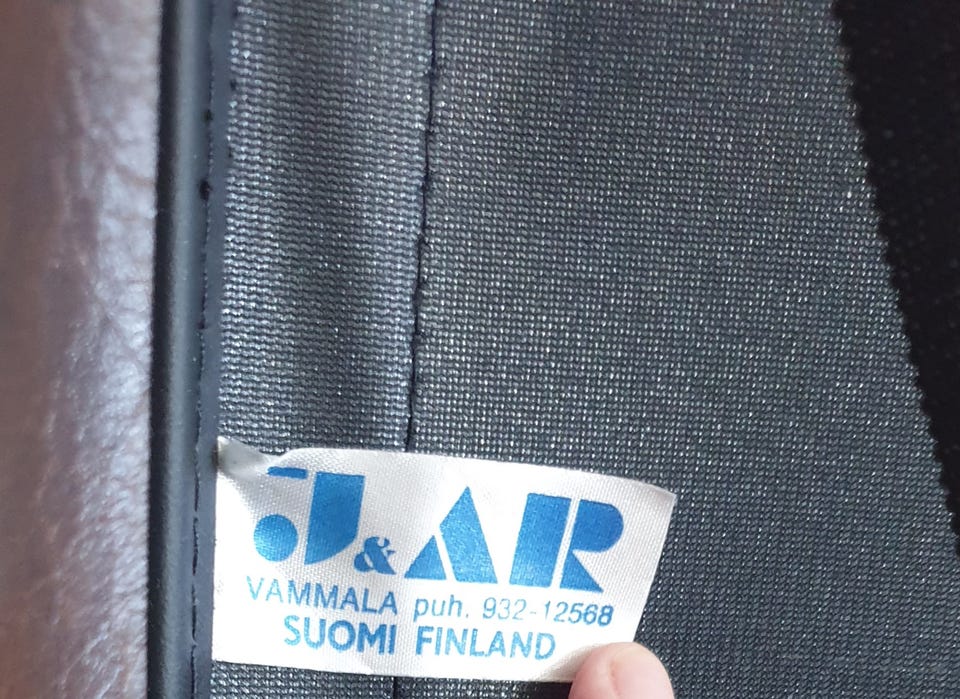 J & AR
VAMMALA puh. 932-12568
SUOMI FINLAND